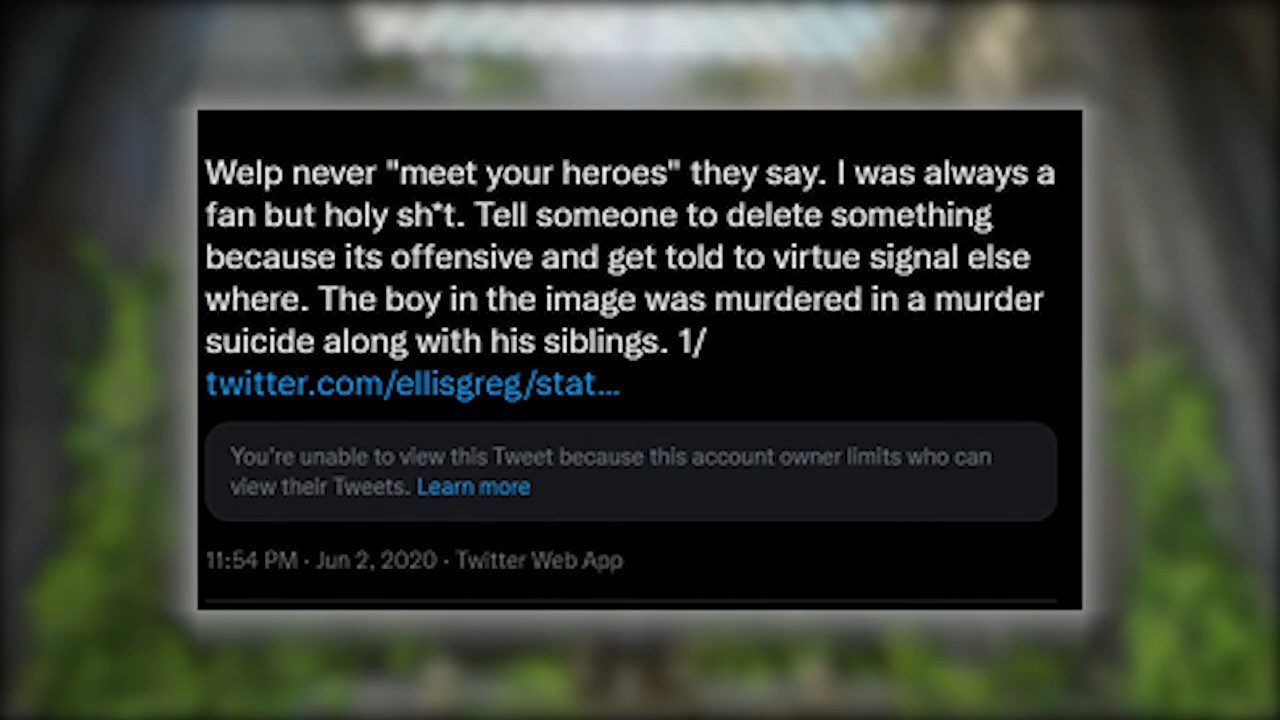 Welp never "meet your heroes" they say. I was always a
fan but holy sh*t. Tell someone to delete something
because its offensive and get told to virtue signal else
where. The boy in the image was murdered in a murder
suicide along with his siblings. 1/
twitter.com/ellisgreg/stat...
You're unable to view this Tweet because this account owner limits who can
view their Tweets. Learn more
11:54 PM · Jun 2, 2020 · Twitter Web App